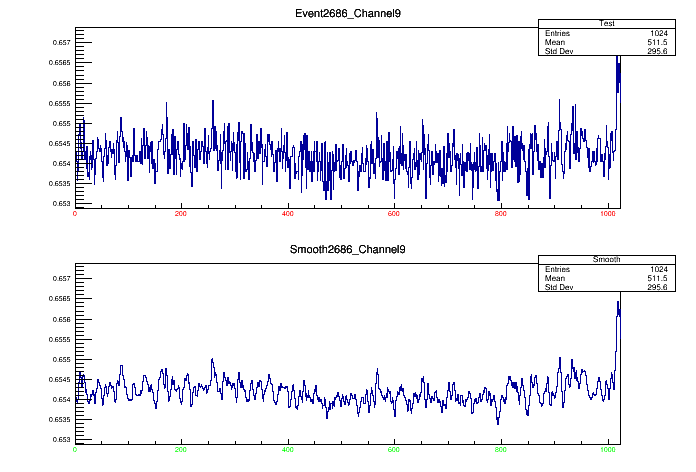 Event2686_Channel9
Test
Entries 1024
Mean 511.5
Std Dev 295.6
0.657
0.6565
0.656
0.6555
0.655
0.6545
0.654
0.6535
0.653
0 200 400 600 800 1000
Smooth2686_Channel9
Smooth
Entries 1024
Mean 511.5
Std Dev 295.6
0.657
0.6565
0.656
0.6555
0.655
0.6545
0.654
0.6535
0.653
0 200 400 600 800 1000